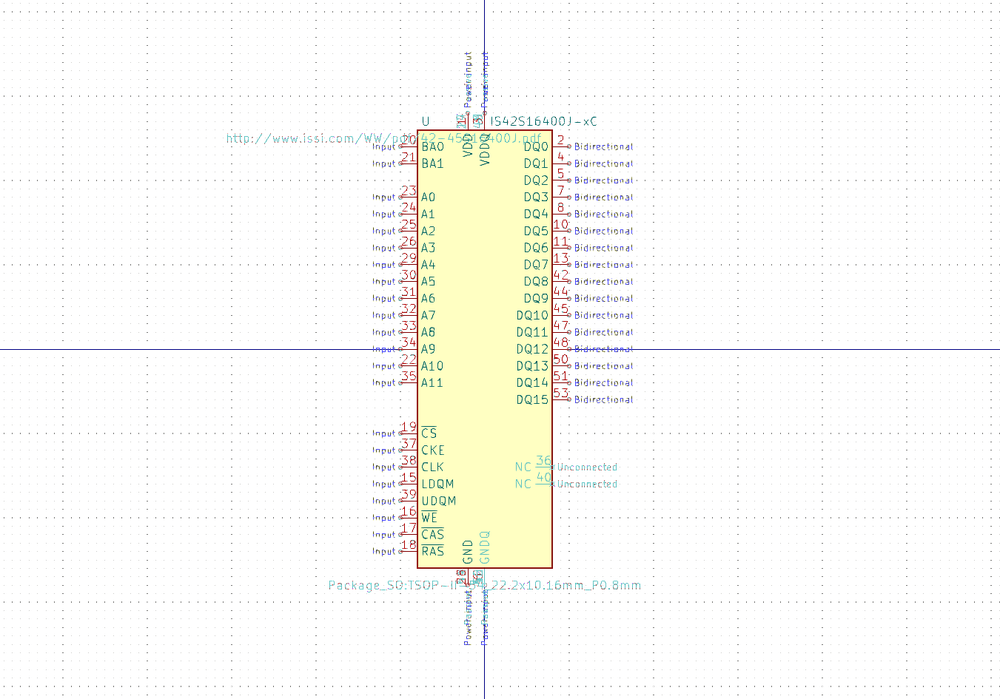 Power input Power input
U IS42S16400J-xC
http://www.issi.com/WW/pdf/42-45S16400J.pdf
VDD VDDQ
Input 20 BA0 DQ0 2 Bidirectional
Input 21 BA1 DQ1 4 Bidirectional
DQ2 5 Bidirectional
Input 23 A0 DQ3 7 Bidirectional
Input 24 A1 DQ4 8 Bidirectional
Input 25 A2 DQ5 10 Bidirectional
Input 26 A3 DQ6 11 Bidirectional
Input 29 A4 DQ7 13 Bidirectional
Input 30 A5 DQ8 42 Bidirectional
Input 31 A6 DQ9 44 Bidirectional
Input 32 A7 DQ10 45 Bidirectional
Input 33 A8 DQ11 47 Bidirectional
Input 34 A9 DQ12 48 Bidirectional
Input 22 A10 DQ13 50 Bidirectional
Input 35 A11 DQ14 51 Bidirectional
DQ15 53 Bidirectional
Input 19 CS
Input 37 CKE
Input 38 CLK NC 36 Unconnected
Input 15 LDQM NC 40 Unconnected
Input 39 UDQM
Input 16 WE
Input 17 CAS
Input 18 RAS
GND GNDQ
Package_SO:TSOP-II-54_22.2x10.16mm_P0.8mm
Power input Power input